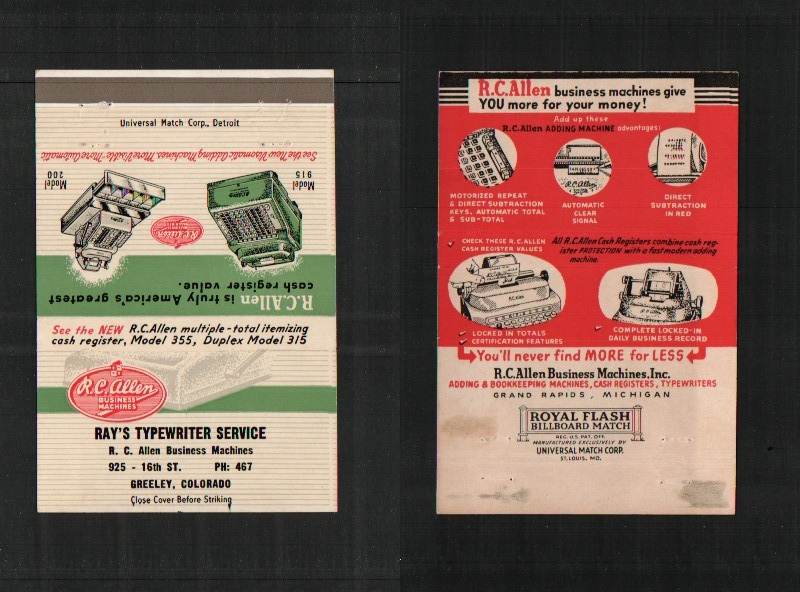 Universal Match Corp., Detroit
See the New Visomatic Adding Machines. More Visible - More Automatic
Model 200
Model 915
R.C.Allen
R.C.Allen is truly America's greatest
cash register value.
See the NEW R.C.Allen multiple-total itemizing
cash register, Model 355, Duplex Model 315
R.C.Allen
BUSINESS
MACHINES
RAY'S TYPEWRITER SERVICE
R. C. Allen Business Machines
925 - 16th ST. PH: 467
GREELEY, COLORADO
Close Cover Before Striking
R.C.Allen business machines give
YOU more for your money!
Add up these
R.C.Allen ADDING MACHINE advantages:
MOTORIZED REPEAT
& DIRECT SUBTRACTION
KEYS, AUTOMATIC TOTAL
& SUB-TOTAL
R.C.Allen
AUTOMATIC
CLEAR
SIGNAL
DIRECT
SUBTRACTION
IN RED
CHECK THESE R.C.ALLEN
CASH REGISTER VALUES
All R.C.Allen Cash Registers combine cash reg-
ister PROTECTION with a fast modern adding
machine.
LOCKED IN TOTALS
CERTIFICATION FEATURES
COMPLETE LOCKED-IN
DAILY BUSINESS RECORD
You'll never find MORE for LESS
R.C.Allen Business Machines, Inc.
ADDING & BOOKKEEPING MACHINES, CASH REGISTERS, TYPEWRITERS
GRAND RAPIDS, MICHIGAN
ROYAL FLASH
BILLBOARD MATCH
REG. U.S. PAT. OFF.
MANUFACTURED EXCLUSIVELY BY
UNIVERSAL MATCH CORP.
ST. LOUIS, MO.